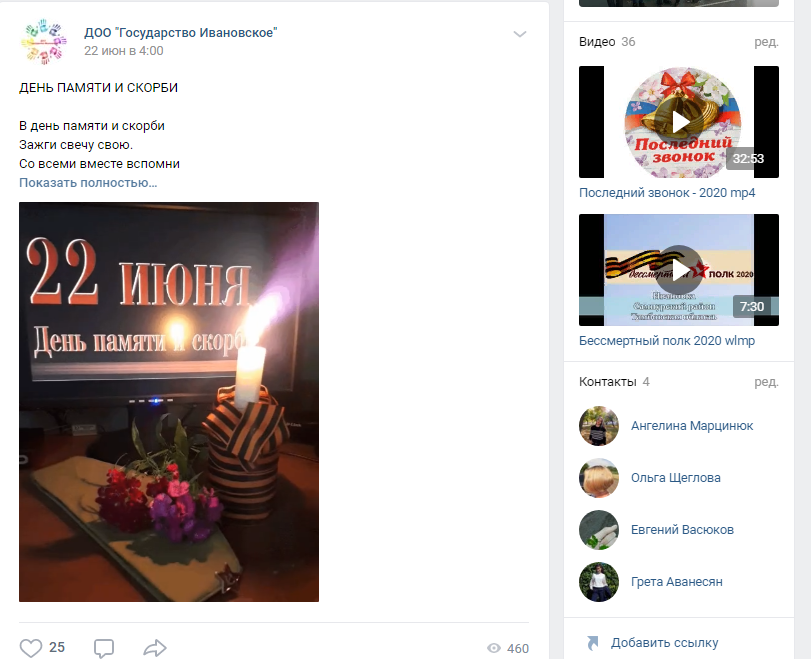 ДОО "Государство Ивановское"
22 июн в 4:00
ДЕНЬ ПАМЯТИ И СКОРБИ
В день памяти и скорби
Зажги свечу свою.
Со всеми вместе вспомни
Показать полностью...
22 ИЮНЯ
День памяти и скорб
25
460
Видео 36
ред.
Последний
звонок
32:53
Последний звонок - 2020 mp4
бессмертный ПОЛК 2020
Ивановка
Сампурский район
Тамбовская область
7:30
Бессмертный полк 2020 wlmp
Контакты 4
ред.
Ангелина Марцинюк
Ольга Щеглова
Евгений Васюков
Грета Аванесян
Добавить ссылку